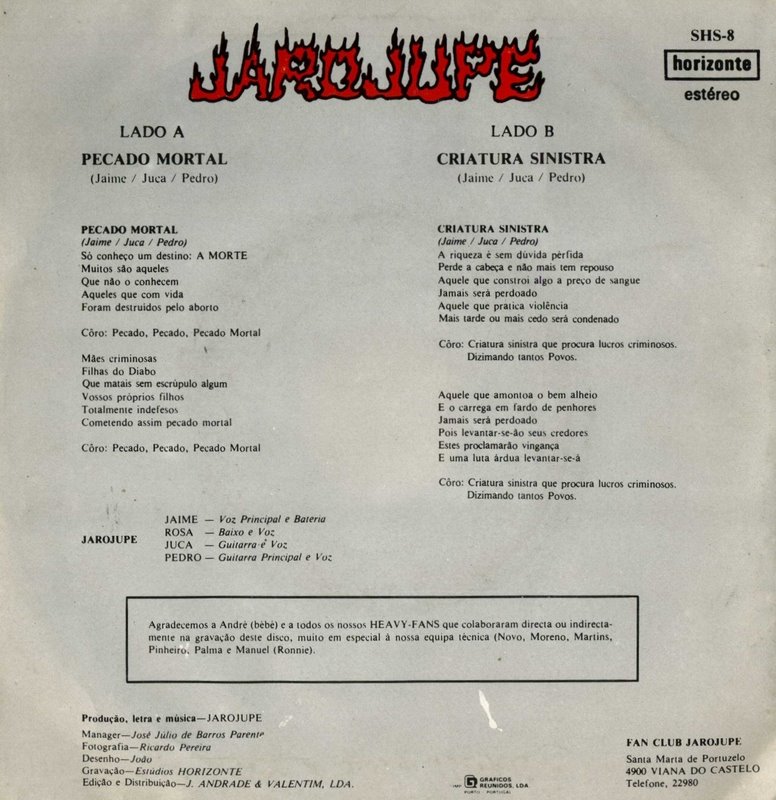 JAROJUPE
SHS-8
horizonte
estéreo
LADO A
PECADO MORTAL
(Jaime / Juca / Pedro)
PECADO MORTAL
(Jaime / Juca / Pedro)
Só conheço um destino: A MORTE
Muitos são aqueles
Que não o conhecem
Aqueles que com vida
Foram destruidos pelo aborto
Côro: Pecado, Pecado, Pecado Mortal
Mães criminosas
Filhas do Diabo
Que matais sem escrúpulo algum
Vossos próprios filhos
Totalmente indefesos
Cometendo assim pecado mortal
Côro: Pecado, Pecado, Pecado Mortal
LADO B
CRIATURA SINISTRA
(Jaime / Juca / Pedro)
CRIATURA SINISTRA
(Jaime / Juca / Pedro)
A riqueza é sem dúvida pérfida
Perde a cabeça e não mais tem repouso
Aquele que constroi algo a preço de sangue
Jamais será perdoado
Aquele que pratica violência
Mais tarde ou mais cedo será condenado
Côro: Criatura sinistra que procura lucros criminosos.
Dizimando tantos Povos.
Aquele que amontoa o bem alheio
E o carrega em fardo de penhores
Jamais será perdoado
Pois levantar-se-ão seus credores
Estes proclamarão vingança
E uma luta árdua levantar-se-á
Côro: Criatura sinistra que procura lucros criminosos.
Dizimando tantos Povos.
JAROJUPE
JAIME — Voz Principal e Bateria
ROSA — Baixo e Voz
JUCA — Guitarra e Voz
PEDRO — Guitarra Principal e Voz
Agradecemos a André (bébé) e a todos os nossos HEAVY-FANS que colaboraram directa ou indirecta-
mente na gravação deste disco, muito em especial à nossa equipa técnica (Novo, Moreno, Martins,
Pinheiro, Palma e Manuel (Ronnie).
Produção, letra e música—JAROJUPE
Manager—José Júlio de Barros Parente
Fotografia—Ricardo Pereira
Desenho—João
Gravação—Estúdios HORIZONTE
Edição e Distribuição—J. ANDRADE & VALENTIM, LDA.
IMP. G GRÁFICOS
REUNIDOS, LDA.
PORTO - PORTUGAL
FAN CLUB JAROJUPE
Santa Marta de Portuzelo
4900 VIANA DO CASTELO
Telefone, 22980